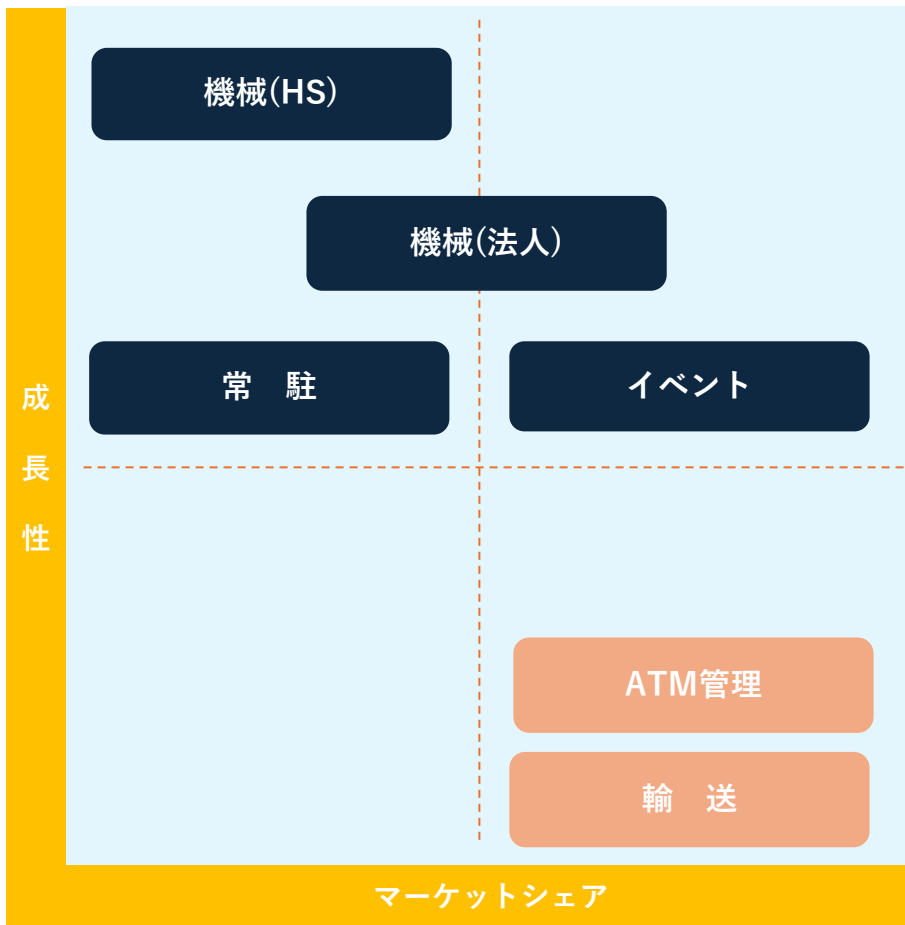 機械(HS)
機械(法人)
常　駐
イベント
成
長
性
ATM管理
輸　送
マーケットシェア